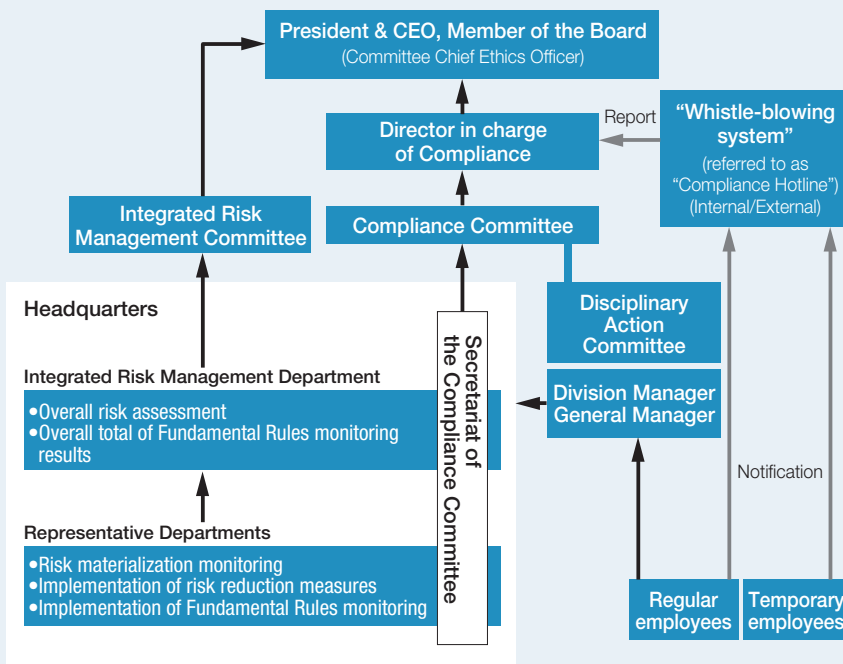 President & CEO, Member of the Board
(Committee Chief Ethics Officer)
Director in charge
of Compliance
Report
“Whistle-blowing
system”
(referred to as
“Compliance Hotline”)
(Internal/External)
Integrated Risk
Management Committee
Compliance Committee
Disciplinary
Action
Committee
Headquarters
Integrated Risk Management Department
•Overall risk assessment
•Overall total of Fundamental Rules monitoring
results
Secretariat of
the Compliance Committee
Division Manager
General Manager
Notification
Representative Departments
•Risk materialization monitoring
•Implementation of risk reduction measures
•Implementation of Fundamental Rules monitoring
Regular
employees
Temporary
employees